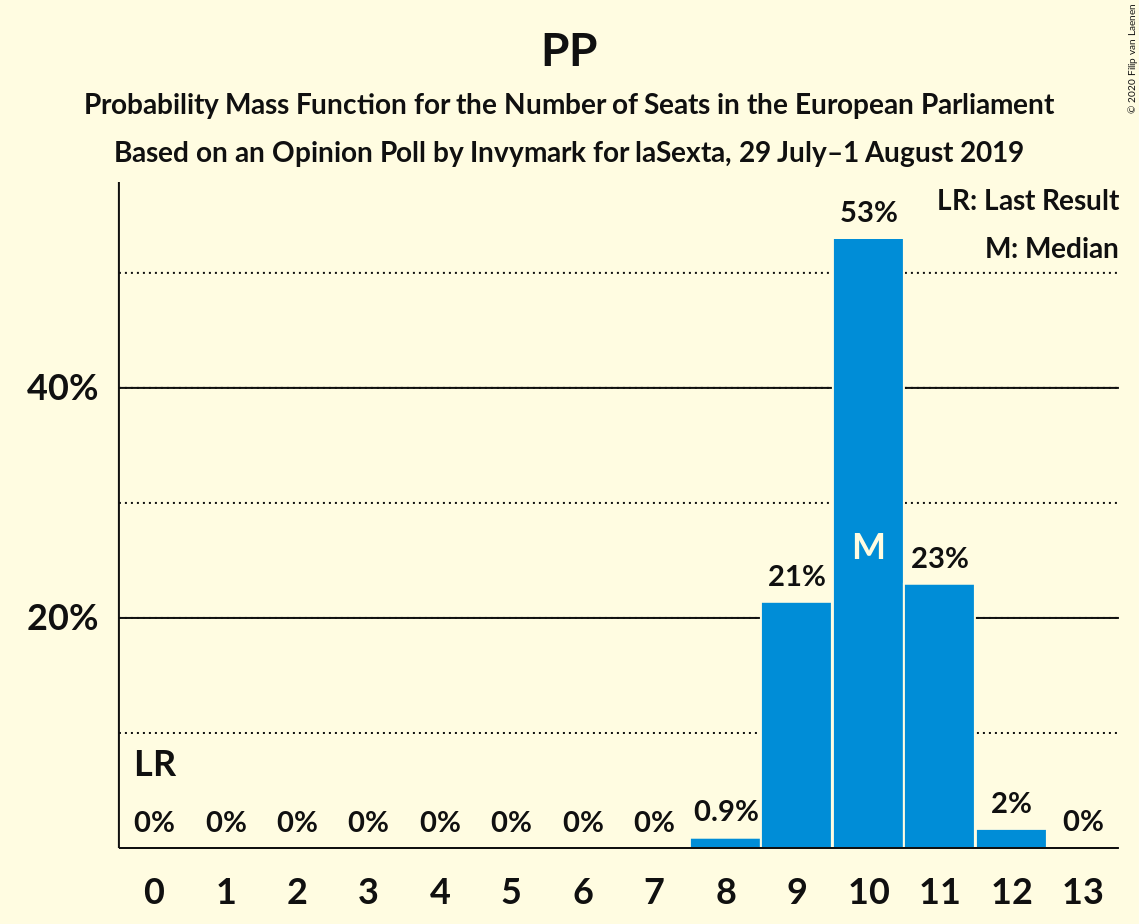 PP
Probability Mass Function for the Number of Seats in the European Parliament
Based on an Opinion Poll by Invymark for laSexta, 29 July–1 August 2019
© 2020 Filip van Laenen
LR: Last Result
M: Median
53%
40%
M
23%
21%
20%
LR
0% 0% 0% 0% 0% 0% 0% 0% 0.9% 2% 0%
0 1 2 3 4 5 6 7 8 9 10 11 12 13